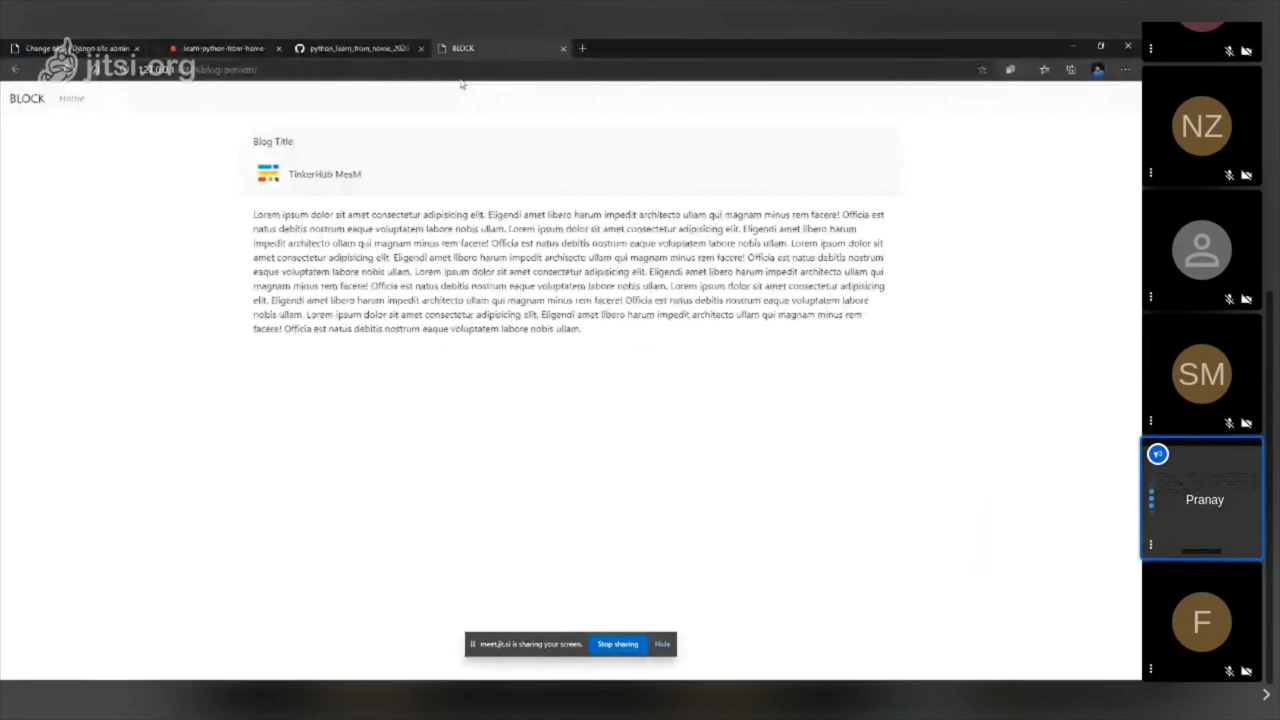 Change blog | Django site admin
learn-python-from-home-
python_learn_from_home_202
BLOCK
jitsi.org
BLOCK Home
Blog Title
TinkerHub MesM
Lorem ipsum dolor sit amet consectetur adipisicing elit. Eligendi amet libero harum impedit architecto ullam qui magnam minus rem facere! Officia est
natus debitis nostrum eaque voluptatem labore nobis ullam. Lorem ipsum dolor sit amet consectetur adipisicing elit. Eligendi amet libero harum
impedit architecto ullam qui magnam minus rem facere! Officia est natus debitis nostrum eaque voluptatem labore nobis ullam. Lorem ipsum dolor sit
amet consectetur adipisicing elit. Eligendi amet libero harum impedit architecto ullam qui magnam minus rem facere! Officia est natus debitis nostrum
eaque voluptatem labore nobis ullam. Lorem ipsum dolor sit amet consectetur adipisicing elit. Eligendi amet libero harum impedit architecto ullam qui
magnam minus rem facere! Officia est natus debitis nostrum eaque voluptatem labore nobis ullam. Lorem ipsum dolor sit amet consectetur adipisicing
elit. Eligendi amet libero harum impedit architecto ullam qui magnam minus rem facere! Officia est natus debitis nostrum eaque voluptatem labore
nobis ullam. Lorem ipsum dolor sit amet consectetur adipisicing elit. Eligendi amet libero harum impedit architecto ullam qui magnam minus rem
facere! Officia est natus debitis nostrum eaque voluptatem labore nobis ullam.
meet.jit.si is sharing your screen. Stop sharing Hide
NZ
SM
Pranay
F